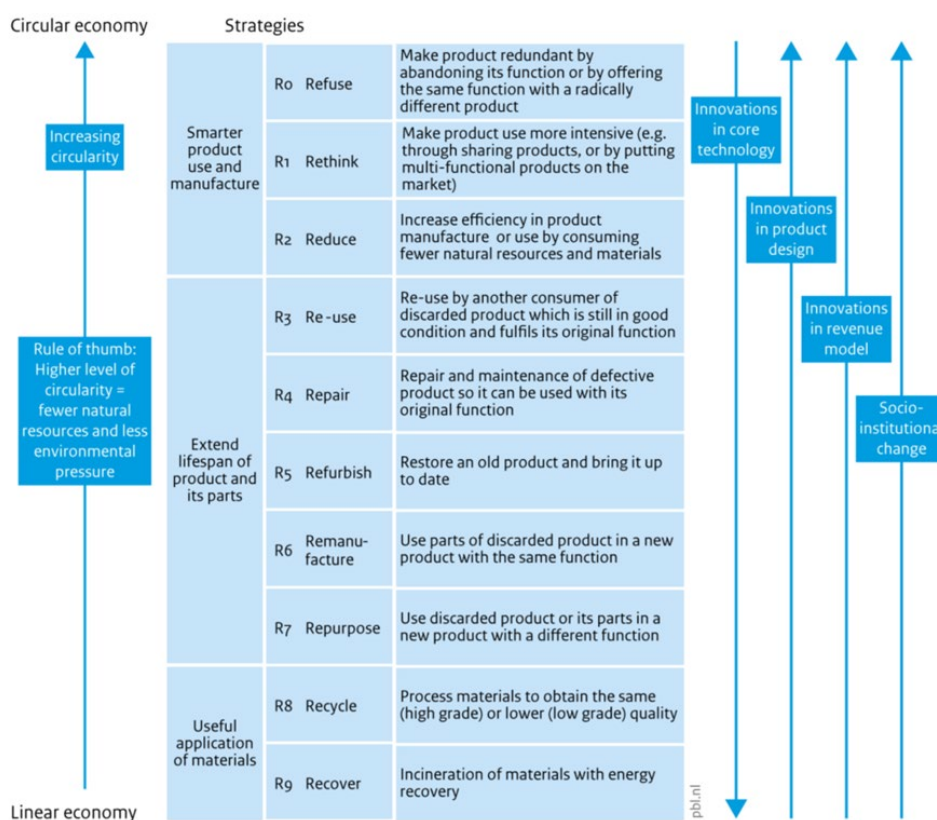 Circular economy
Strategies
Increasing
circularity
Rule of thumb:
Higher level of
circularity =
fewer natural
resources and less
environmental
pressure
Linear economy
Smarter
product
use and
manufacture
R0 Refuse
Make product redundant by
abandoning its function or by offering
the same function with a radically
different product
R1 Rethink
Make product use more intensive (e.g.
through sharing products, or by putting
multi-functional products on the
market)
R2 Reduce
Increase efficiency in product
manufacture or use by consuming
fewer natural resources and materials
Extend
lifespan of
product and
its parts
R3 Re-use
Re-use by another consumer of
discarded product which is still in good
condition and fulfils its original function
R4 Repair
Repair and maintenance of defective
product so it can be used with its
original function
R5 Refurbish
Restore an old product and bring it up
to date
R6 Remanu-
facture
Use parts of discarded product in a new
product with the same function
R7 Repurpose
Use discarded product or its parts in a
new product with a different function
Useful
application
of materials
R8 Recycle
Process materials to obtain the same
(high grade) or lower (low grade) quality
R9 Recover
Incineration of materials with energy
recovery
pbl.nl
Innovations
in core
technology
Innovations
in product
design
Innovations
in revenue
model
Socio-
institutional
change